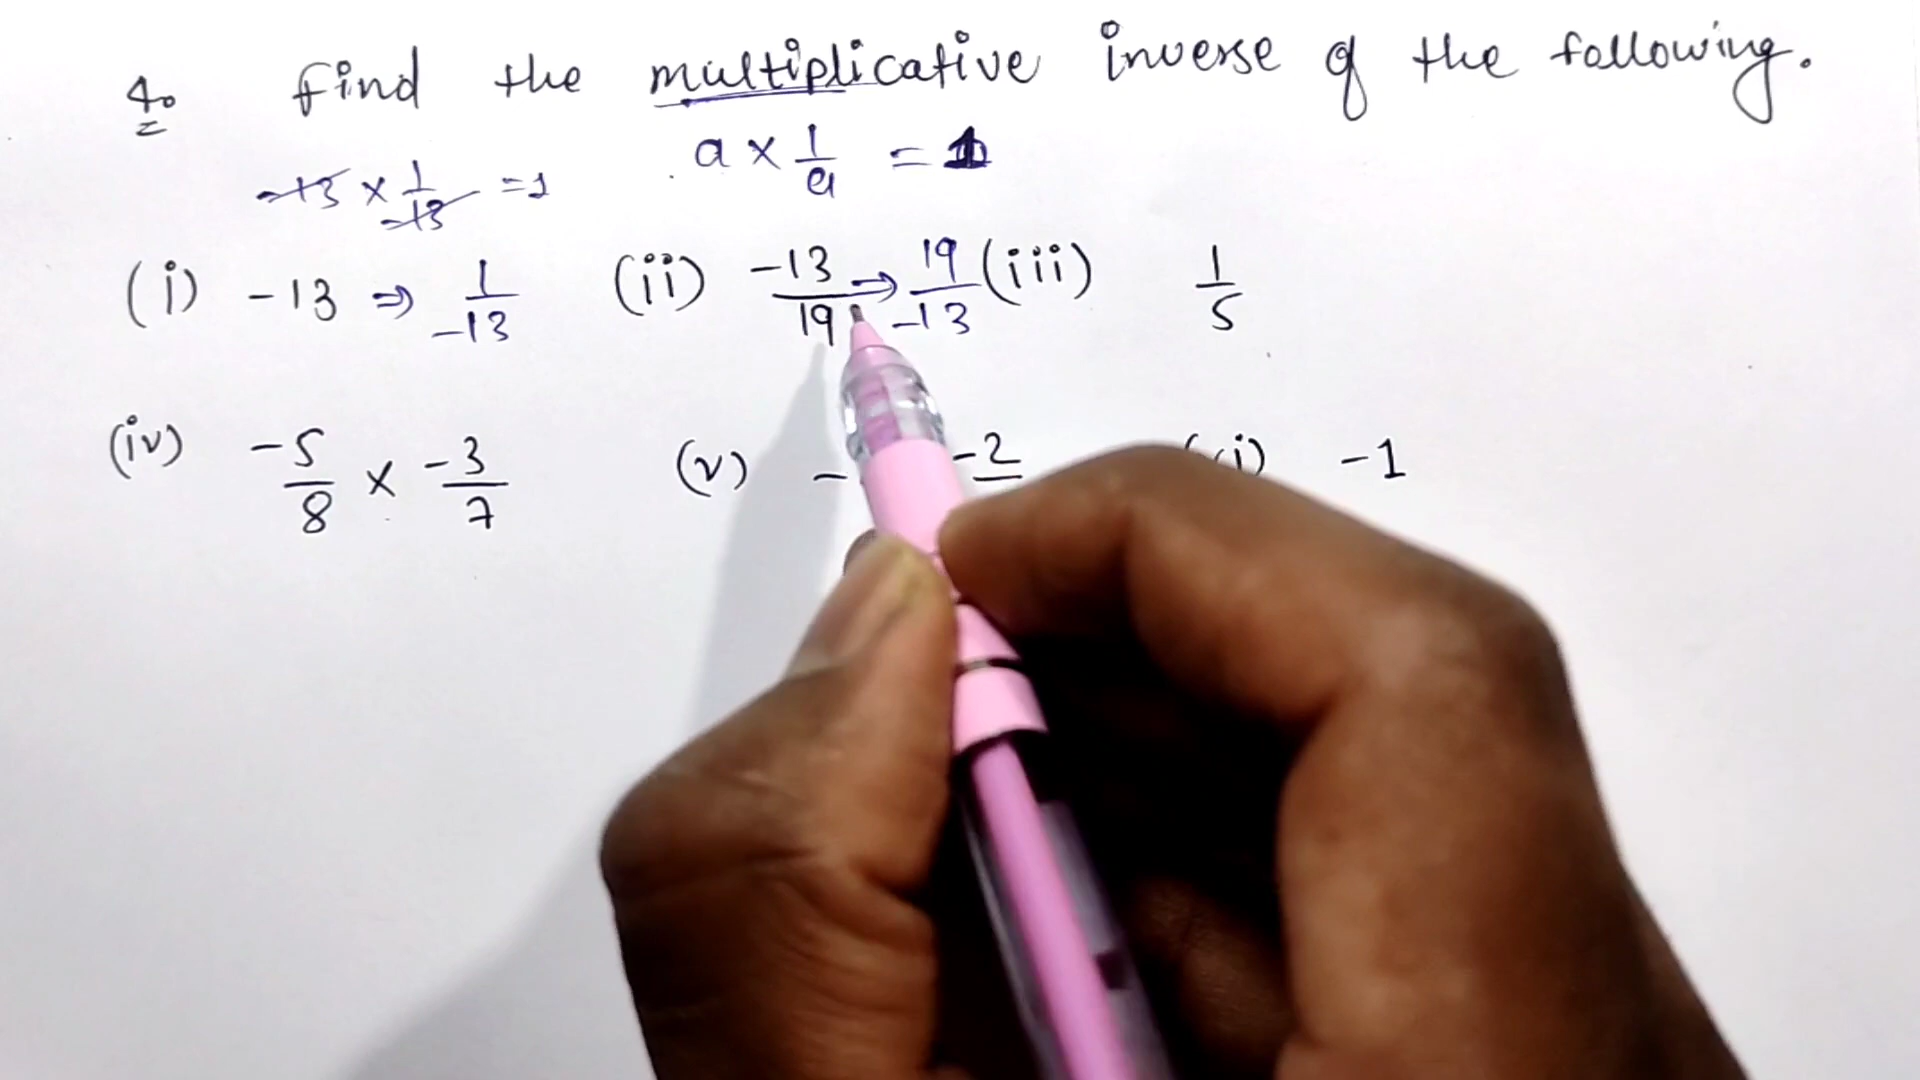 4. Find the multiplicative inverse of the following.
a × 1/a = 1
-13 × 1/-13 = 1
(i) -13 ⇒ 1/-13 (ii) -13/19 → 19/-13 (iii) 1/5
(iv) -5/8 × -3/7 (v) - -2 -1